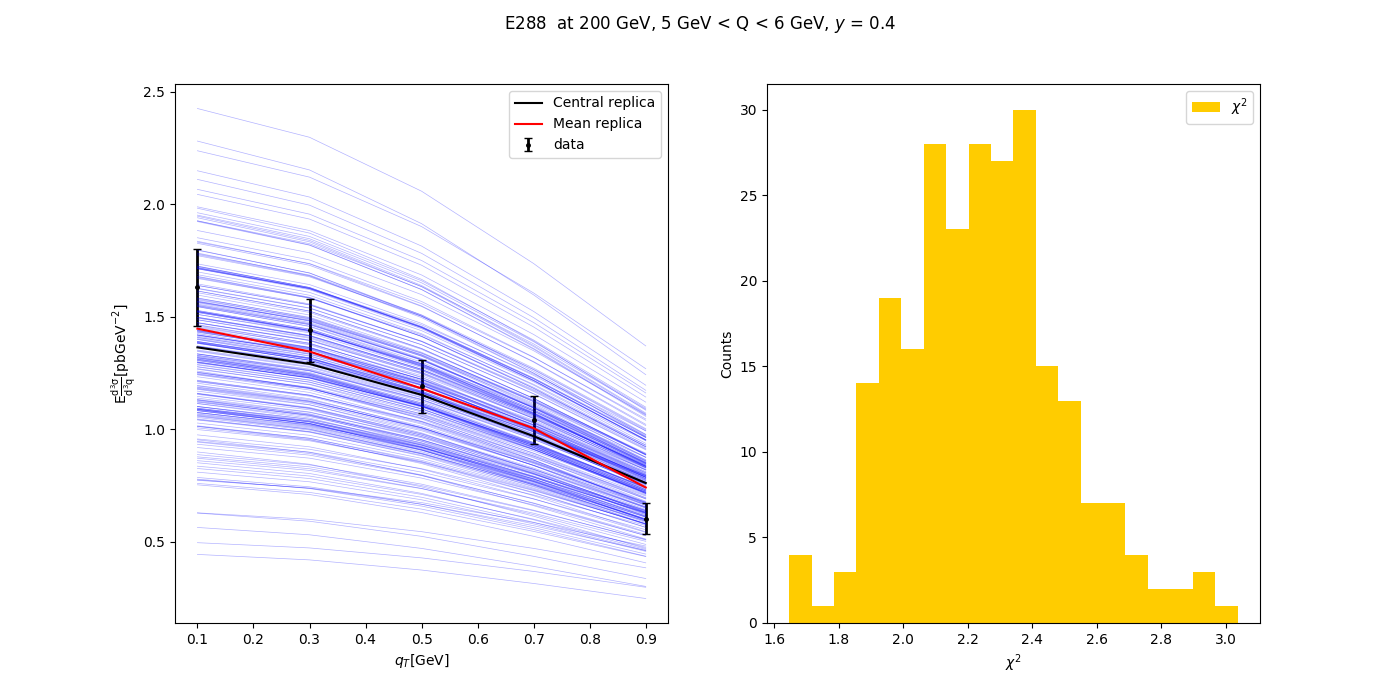 E288 at 200 GeV, 5 GeV < Q < 6 GeV, y = 0.4
Central replica
Mean replica
data
2.5
2.0
1.5
1.0
0.5
E d³σ/d³q [pbGeV⁻²]
0.1 0.2 0.3 0.4 0.5 0.6 0.7 0.8 0.9
q_T[GeV]
χ²
30
25
20
15
10
5
0
Counts
1.6 1.8 2.0 2.2 2.4 2.6 2.8 3.0
χ²